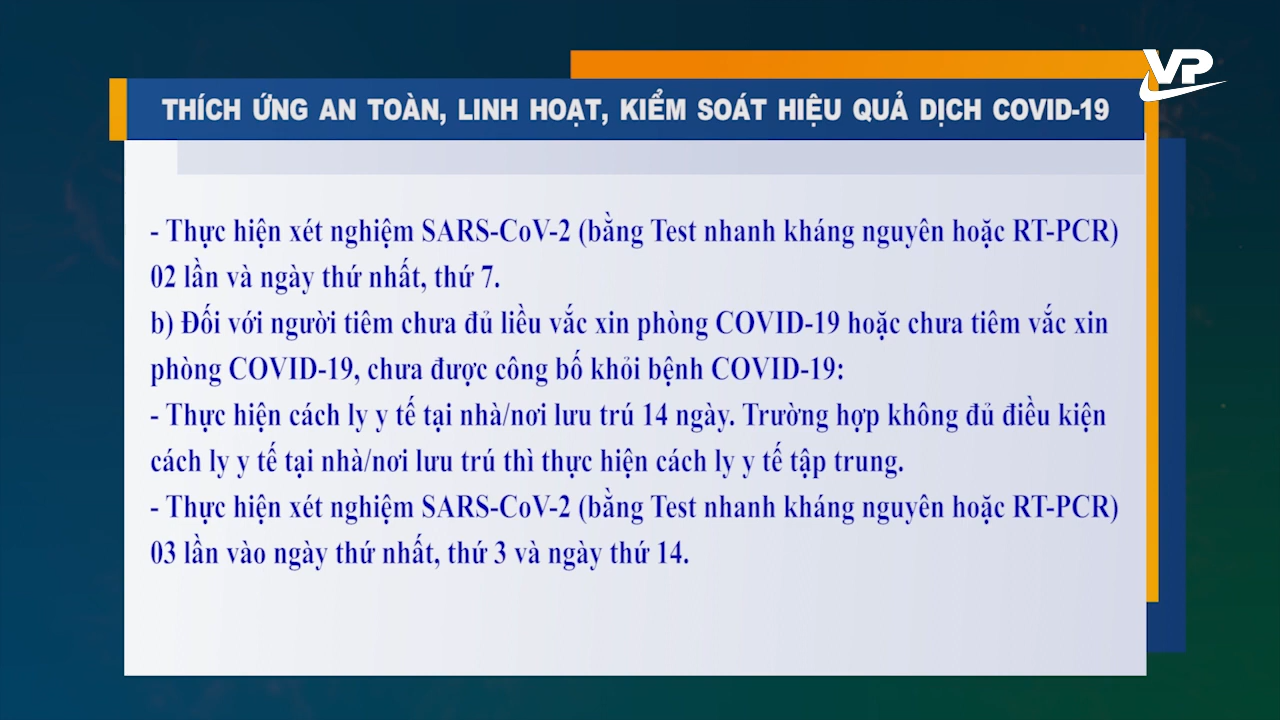 VP
THÍCH ỨNG AN TOÀN, LINH HOẠT, KIỂM SOÁT HIỆU QUẢ DỊCH COVID-19
- Thực hiện xét nghiệm SARS-CoV-2 (bằng Test nhanh kháng nguyên hoặc RT-PCR)
02 lần và ngày thứ nhất, thứ 7.
b) Đối với người tiêm chưa đủ liều vắc xin phòng COVID-19 hoặc chưa tiêm vắc xin
phòng COVID-19, chưa được công bố khỏi bệnh COVID-19:
- Thực hiện cách ly y tế tại nhà/nơi lưu trú 14 ngày. Trường hợp không đủ điều kiện
cách ly y tế tại nhà/nơi lưu trú thì thực hiện cách ly y tế tập trung.
- Thực hiện xét nghiệm SARS-CoV-2 (bằng Test nhanh kháng nguyên hoặc RT-PCR)
03 lần vào ngày thứ nhất, thứ 3 và ngày thứ 14.